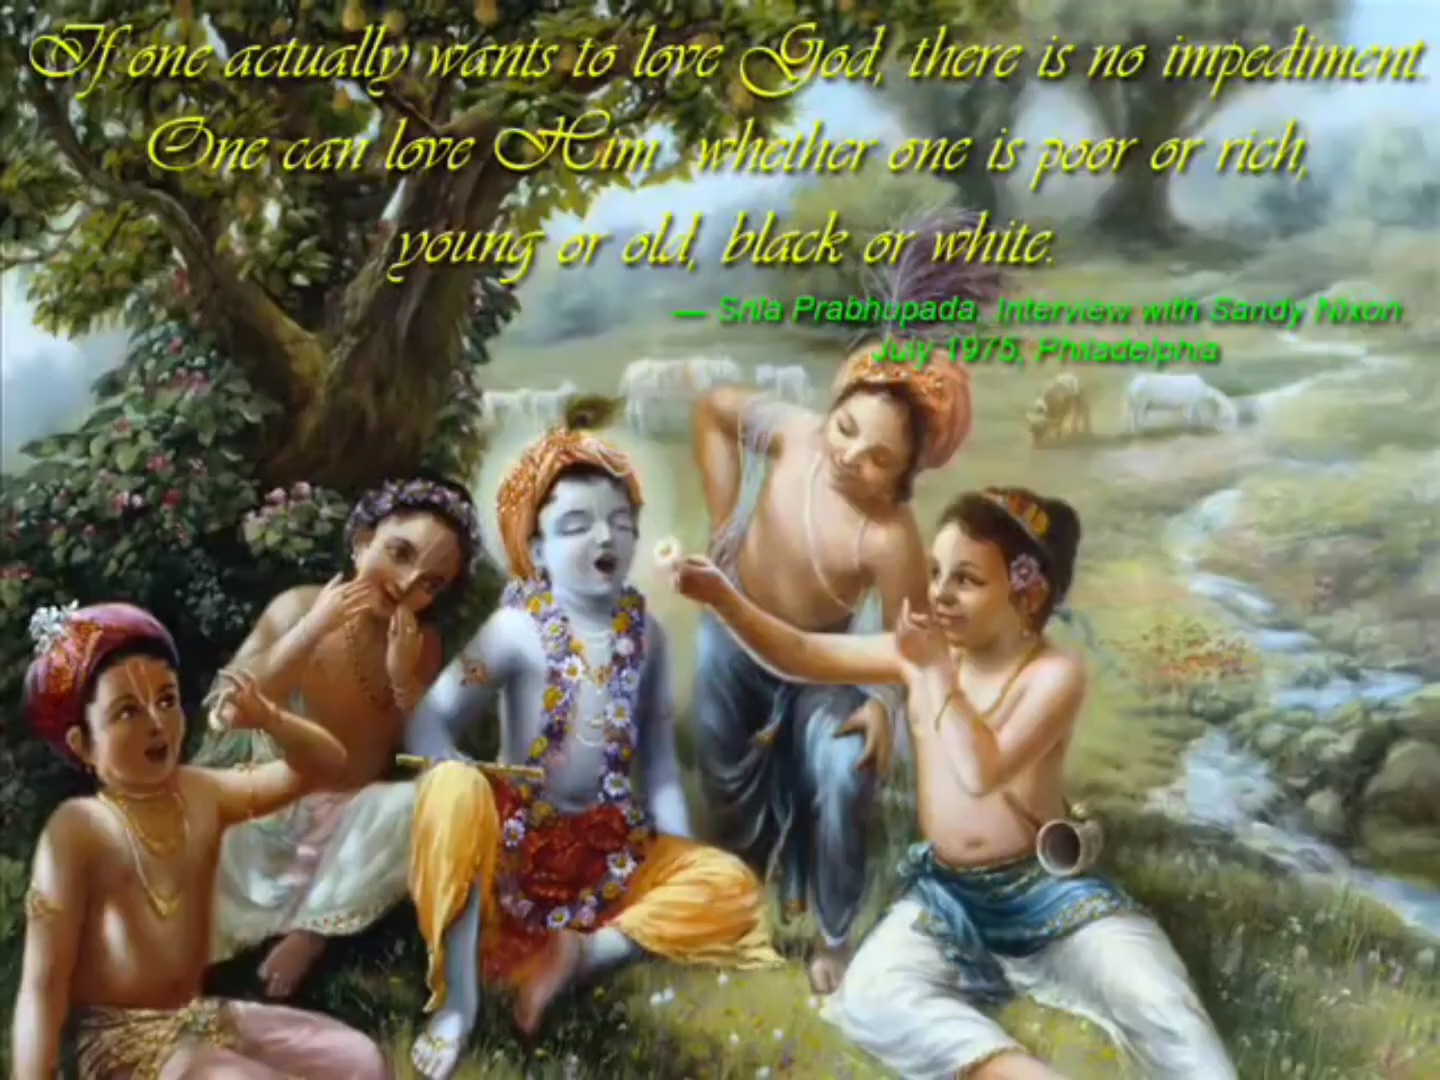 If one actually wants to love God, there is no impediment.
One can love Him, whether one is poor or rich,
young or old, black or white.
— Srila Prabhupada, Interview with Sandy Nixon
July 1975, Philadelphia